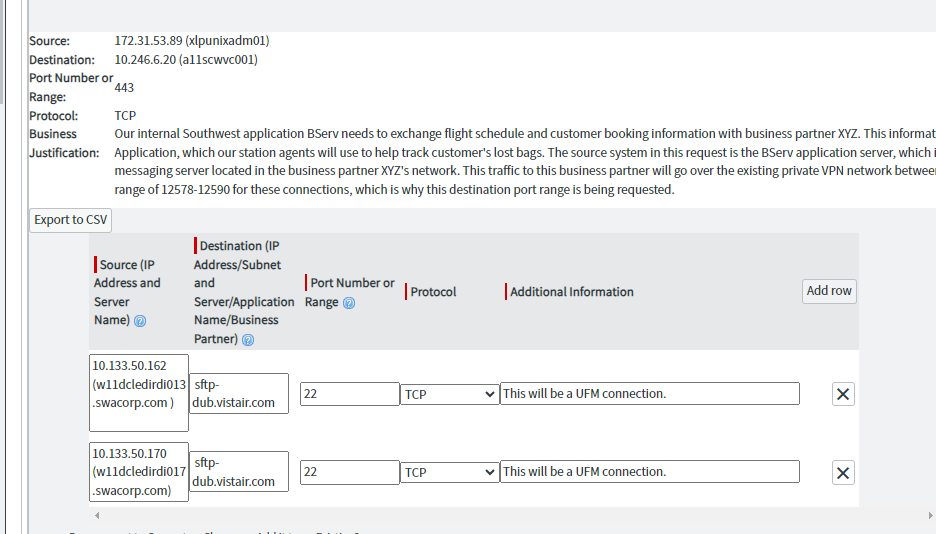 Source: 172.31.53.89 (xlpunixadm01)
Destination: 10.246.6.20 (a11scwvc001)
Port Number or Range: 443
Protocol: TCP
Business Justification: Our internal Southwest application BServ needs to exchange flight schedule and customer booking information with business partner XYZ. This informat
Application, which our station agents will use to help track customer's lost bags. The source system in this request is the BServ application server, which i
messaging server located in the business partner XYZ's network. This traffic to this business partner will go over the existing private VPN network betwee
range of 12578-12590 for these connections, which is why this destination port range is being requested.
Export to CSV
Source (IP
Address and
Server
Name)
Destination (IP
Address/Subnet
and
Server/Application
Name/Business
Partner)
Port Number or
Range
Protocol
Additional Information
Add row
10.133.50.162
(w11dcledirdi013
.swacorp.com )
sftp-
dub.vistair.com
22
TCP
This will be a UFM connection.
10.133.50.170
(w11dcledirdi017
.swacorp.com)
sftp-
dub.vistair.com
22
TCP
This will be a UFM connection.